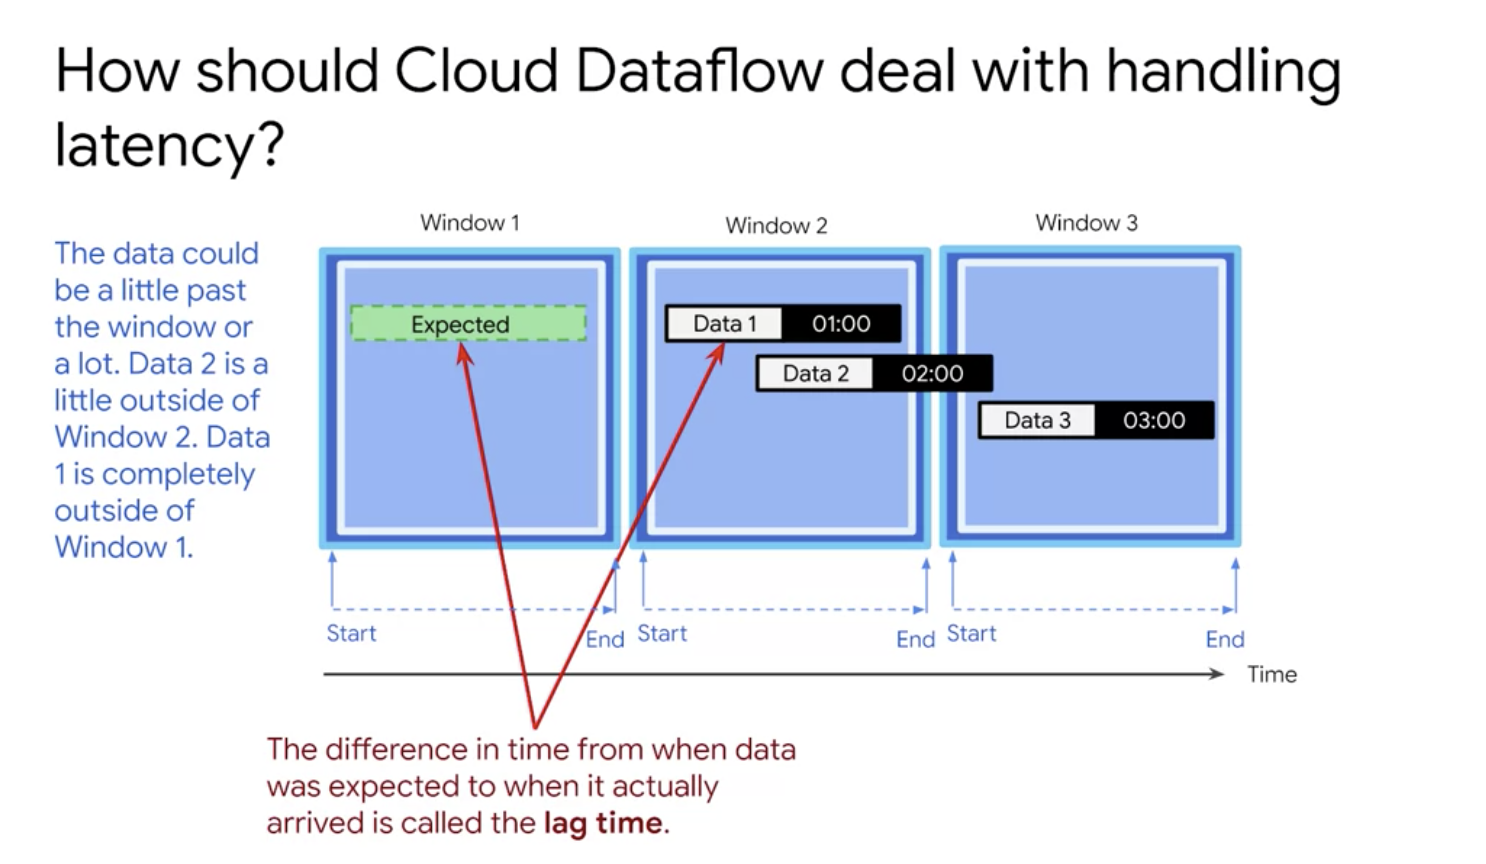 How should Cloud Dataflow deal with handling
latency?
The data could
be a little past
the window or
a lot. Data 2 is a
little outside of
Window 2. Data
1 is completely
outside of
Window 1.
Window 1
Window 2
Window 3
Expected
Data 1 01:00
Data 2 02:00
Data 3 03:00
Start
End
Start
End
Start
End
Time
The difference in time from when data
was expected to when it actually
arrived is called the lag time.